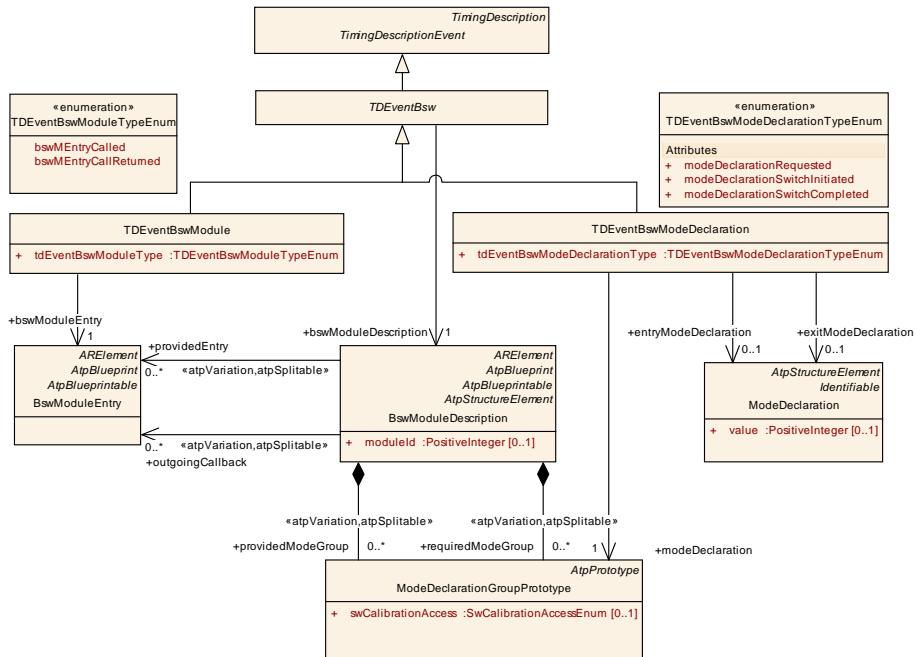 TimingDescription
TimingDescriptionEvent
«enumeration»
TDEventBswModuleTypeEnum
bswMEntryCalled
bswMEntryCallReturned
TDEventBsw
«enumeration»
TDEventBswModeDeclarationTypeEnum
Attributes
+ modeDeclarationRequested
+ modeDeclarationSwitchInitiated
+ modeDeclarationSwitchCompleted
TDEventBswModule
+ tdEventBswModuleType :TDEventBswModuleTypeEnum
TDEventBswModeDeclaration
+ tdEventBswModeDeclarationType :TDEventBswModeDeclarationTypeEnum
+bswModuleEntry
1
+bswModuleDescription
1
+entryModeDeclaration
0..1
+exitModeDeclaration
0..1
ARElement
AtpBlueprint
AtpBlueprintable
BswModuleEntry
+providedEntry
0..*
«atpVariation,atpSplitable»
0..*
«atpVariation,atpSplitable»
+outgoingCallback
ARElement
AtpBlueprint
AtpBlueprintable
AtpStructureElement
BswModuleDescription
+ moduleId :PositiveInteger [0..1]
AtpStructureElement
Identifiable
ModeDeclaration
+ value :PositiveInteger [0..1]
«atpVariation,atpSplitable»
+providedModeGroup
0..*
«atpVariation,atpSplitable»
+requiredModeGroup
0..*
1
+modeDeclaration
AtpPrototype
ModeDeclarationGroupPrototype
+ swCalibrationAccess :SwCalibrationAccessEnum [0..1]